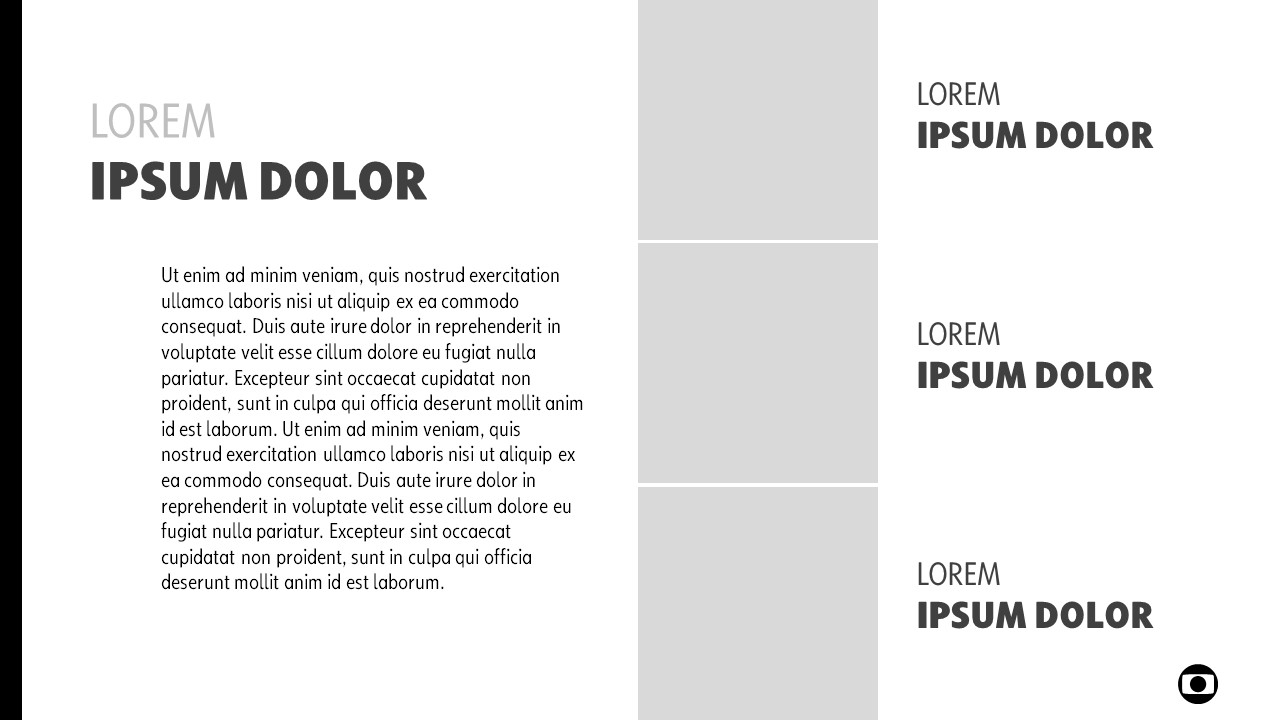 LOREM
IPSUM DOLOR
Ut enim ad minim veniam, quis nostrud exercitation
ullamco laboris nisi ut aliquip ex ea commodo
consequat. Duis aute irure dolor in reprehenderit in
voluptate velit esse cillum dolore eu fugiat nulla
pariatur. Excepteur sint occaecat cupidatat non
proident, sunt in culpa qui officia deserunt mollit anim
id est laborum. Ut enim ad minim veniam, quis
nostrud exercitation ullamco laboris nisi ut aliquip ex
ea commodo consequat. Duis aute irure dolor in
reprehenderit in voluptate velit esse cillum dolore eu
fugiat nulla pariatur. Excepteur sint occaecat
cupidatat non proident, sunt in culpa qui officia
deserunt mollit anim id est laborum.
LOREM
IPSUM DOLOR
LOREM
IPSUM DOLOR
LOREM
IPSUM DOLOR